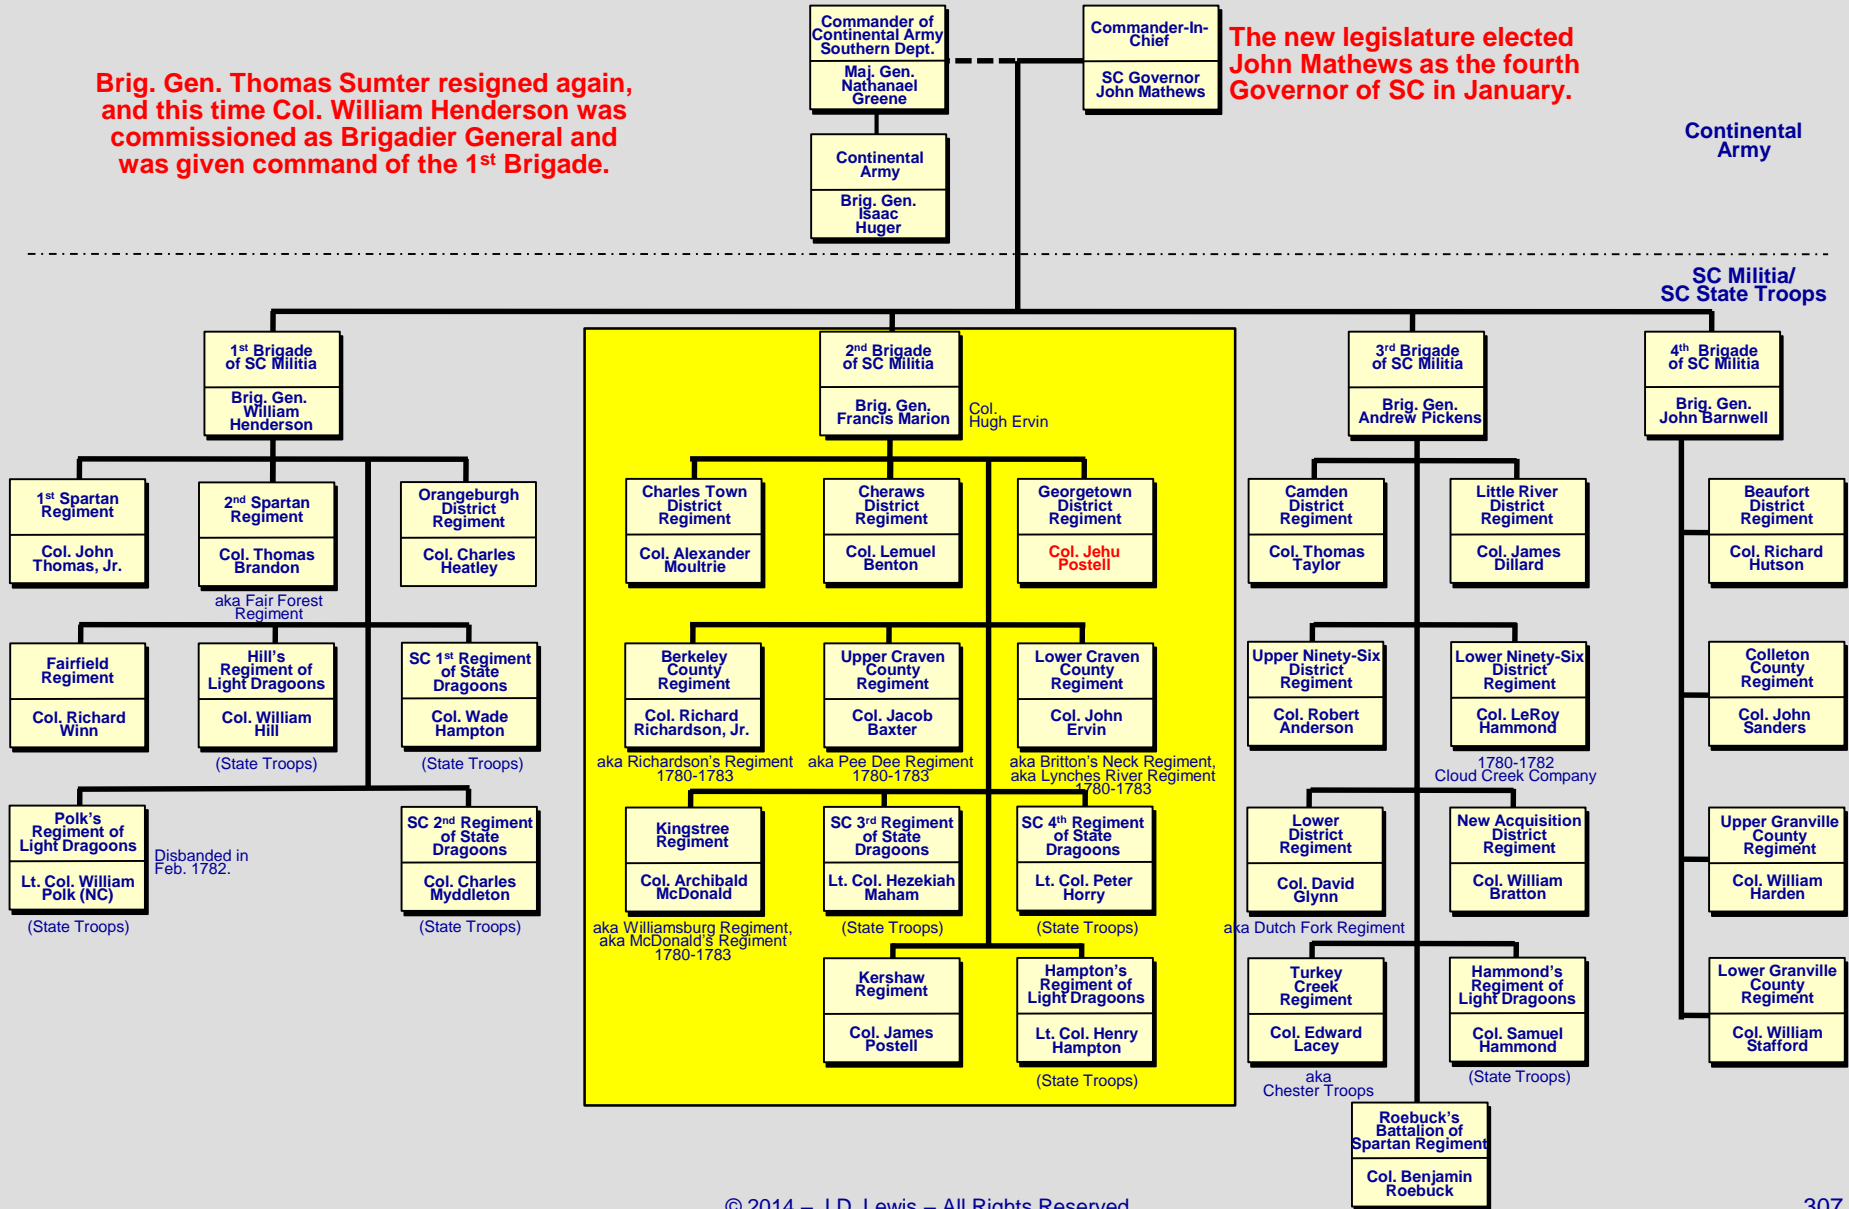 Commander of
Continental Army
Southern Dept.
Maj. Gen.
Nathanael
Greene
Commander-In-
Chief
SC Governor
John Mathews
The new legislature elected
John Mathews as the fourth
Governor of SC in January.
Brig. Gen. Thomas Sumter resigned again,
and this time Col. William Henderson was
commissioned as Brigadier General and
was given command of the 1st Brigade.
Continental
Army
Continental
Army
Brig. Gen.
Isaac
Huger
SC Militia/
SC State Troops
1st Brigade
of SC Militia
Brig. Gen.
William
Henderson
2nd Brigade
of SC Militia
Brig. Gen.
Francis Marion
Col.
Hugh Ervin
3rd Brigade
of SC Militia
Brig. Gen.
Andrew Pickens
4th Brigade
of SC Militia
Brig. Gen.
John Barnwell
1st Spartan
Regiment
Col. John
Thomas, Jr.
2nd Spartan
Regiment
Col. Thomas
Brandon
aka Fair Forest
Regiment
Orangeburgh
District
Regiment
Col. Charles
Heatley
Charles Town
District
Regiment
Col. Alexander
Moultrie
Cheraws
District
Regiment
Col. Lemuel
Benton
Georgetown
District
Regiment
Col. Jehu
Postell
Camden
District
Regiment
Col. Thomas
Taylor
Little River
District
Regiment
Col. James
Dillard
Beaufort
District
Regiment
Col. Richard
Hutson
Fairfield
Regiment
Col. Richard
Winn
Hill's
Regiment of
Light Dragoons
Col. William
Hill
(State Troops)
SC 1st Regiment
of State
Dragoons
Col. Wade
Hampton
(State Troops)
Berkeley
County
Regiment
Col. Richard
Richardson, Jr.
aka Richardson's Regiment
1780-1783
Upper Craven
County
Regiment
Col. Jacob
Baxter
aka Pee Dee Regiment
1780-1783
Lower Craven
County
Regiment
Col. John
Ervin
aka Britton's Neck Regiment,
aka Lynches River Regiment
1780-1783
Upper Ninety-Six
District
Regiment
Col. Robert
Anderson
Lower Ninety-Six
District
Regiment
Col. LeRoy
Hammond
1780-1782
Cloud Creek Company
Colleton
County
Regiment
Col. John
Sanders
Polk's
Regiment of
Light Dragoons
Lt. Col. William
Polk (NC)
(State Troops)
Disbanded in
Feb. 1782.
SC 2nd Regiment
of State
Dragoons
Col. Charles
Myddleton
(State Troops)
Kingstree
Regiment
Col. Archibald
McDonald
aka Williamsburg Regiment,
aka McDonald's Regiment
1780-1783
SC 3rd Regiment
of State
Dragoons
Lt. Col. Hezekiah
Maham
(State Troops)
SC 4th Regiment
of State
Dragoons
Lt. Col. Peter
Horry
(State Troops)
Lower
District
Regiment
Col. David
Glynn
aka Dutch Fork Regiment
New Acquisition
District
Regiment
Col. William
Bratton
Upper Granville
County
Regiment
Col. William
Harden
Kershaw
Regiment
Col. James
Postell
Hampton's
Regiment of
Light Dragoons
Lt. Col. Henry
Hampton
(State Troops)
Turkey
Creek
Regiment
Col. Edward
Lacey
aka
Chester Troops
Hammond's
Regiment of
Light Dragoons
Col. Samuel
Hammond
(State Troops)
Lower Granville
County
Regiment
Col. William
Stafford
Roebuck's
Battalion of
Spartan Regiment
Col. Benjamin
Roebuck
© 2014 – J.D. Lewis – All Rights Reserved
307